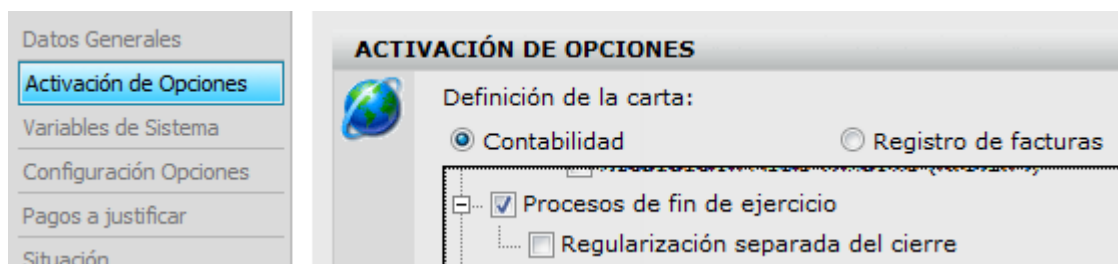 Datos Generales
Activación de Opciones
Variables de Sistema
Configuración Opciones
Pagos a justificar
Situación
ACTIVACIÓN DE OPCIONES
Definición de la carta:
Contabilidad
Registro de facturas
Procesos de fin de ejercicio
Regularización separada del cierre